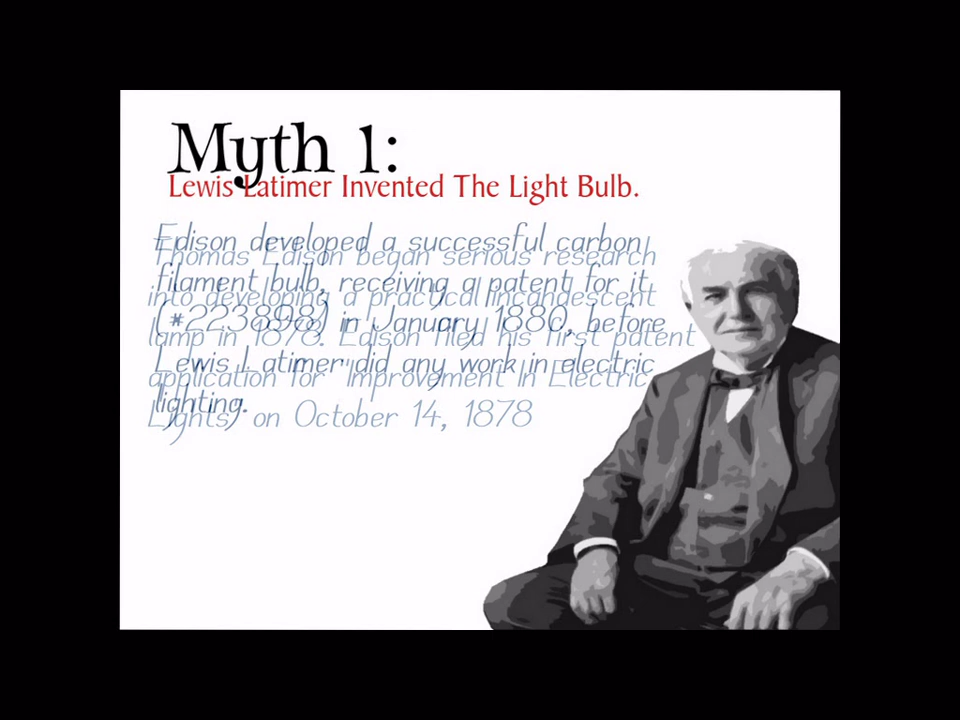 Myth 1:
Lewis Latimer Invented The Light Bulb.
Edison developed a successful carbon
filament bulb, receiving a patent for it
(#223898) in January 1880, before
Lewis Latimer did any work in electric
lighting.
Thomas Edison began serious research
into developing a practical incandescent
lamp in 1878. Edison filed his first patent
application for "Improvement In Electric
Lights" on October 14, 1878